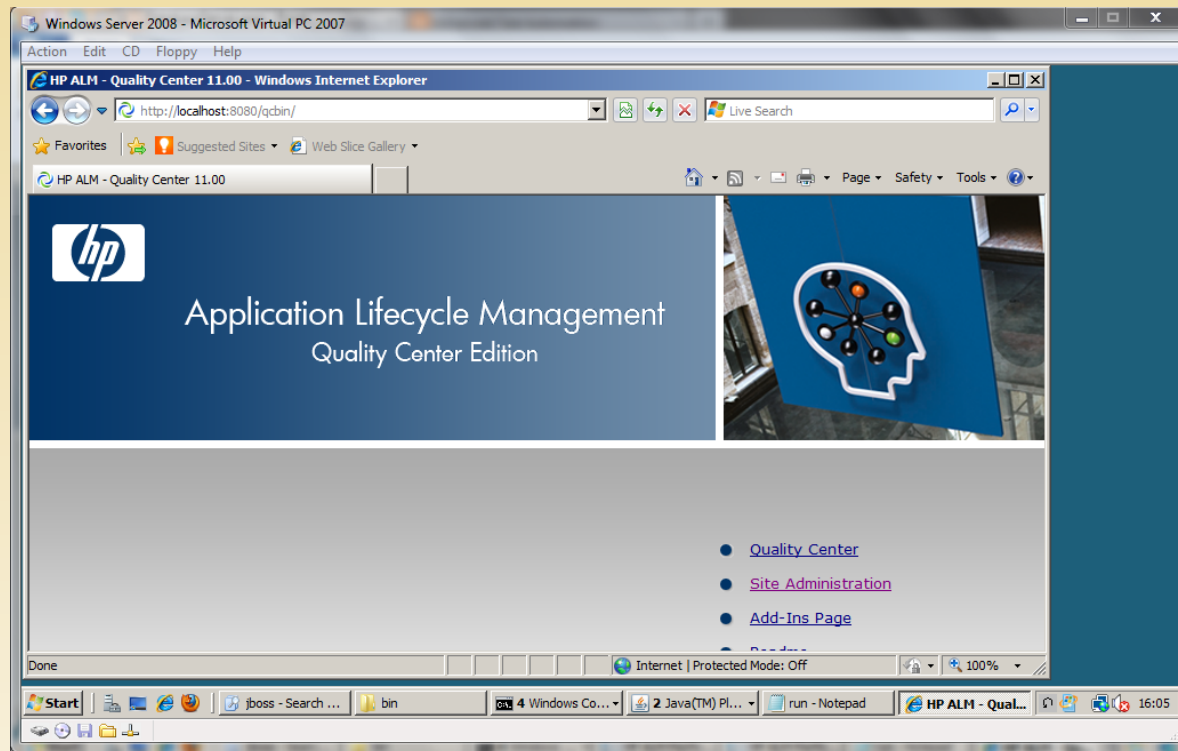 Windows Server 2008 - Microsoft Virtual PC 2007
Action Edit CD Floppy Help
HP ALM - Quality Center 11.00 - Windows Internet Explorer
http://localhost:8080/qcbin/
Live Search
Favorites
Suggested Sites
Web Slice Gallery
HP ALM - Quality Center 11.00
Page
Safety
Tools
hp
Application Lifecycle Management
Quality Center Edition
Quality Center
Site Administration
Add-Ins Page
Done
Internet | Protected Mode: Off
100%
Start
jboss - Search ...
bin
4 Windows Co...
2 Java(TM) Pl...
run - Notepad
HP ALM - Qual...
16:05